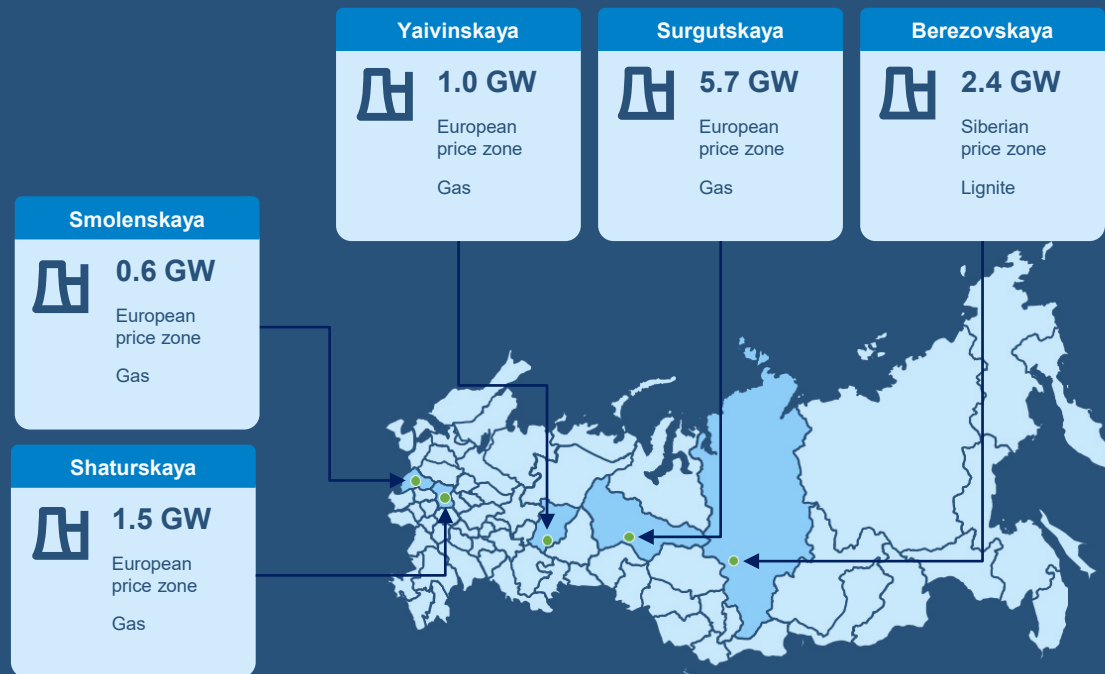 Yaivinskaya
1.0 GW
European
price zone
Gas
Surgutskaya
5.7 GW
European
price zone
Gas
Berezovskaya
2.4 GW
Siberian
price zone
Lignite
Smolenskaya
0.6 GW
European
price zone
Gas
Shaturskaya
1.5 GW
European
price zone
Gas